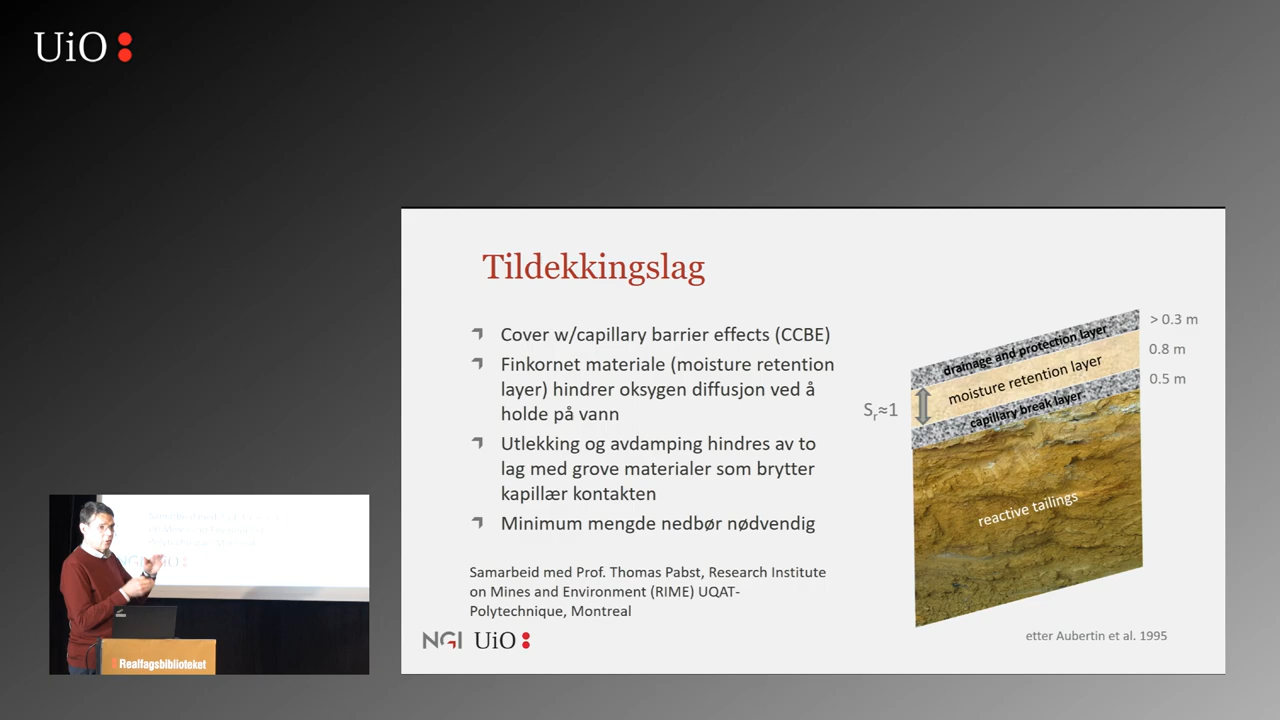 UiO
Tildekkingslag
Cover w/capillary barrier effects (CCBE)
Finkornet materiale (moisture retention
layer) hindrer oksygen diffusjon ved å
holde på vann
Utlekking og avdamping hindres av to
lag med grove materialer som brytter
kapillær kontakten
Minimum mengde nedbør nødvendig
Samarbeid med Prof. Thomas Pabst, Research Institute
on Mines and Environment (RIME) UQAT-
Polytechnique, Montreal
NGI UiO
> 0.3 m
0.8 m
0.5 m
drainage and protection layer
moisture retention layer
capillary break layer
Sr≈1
reactive tailings
etter Aubertin et al. 1995
NGI UiO
Realfagsbiblioteket